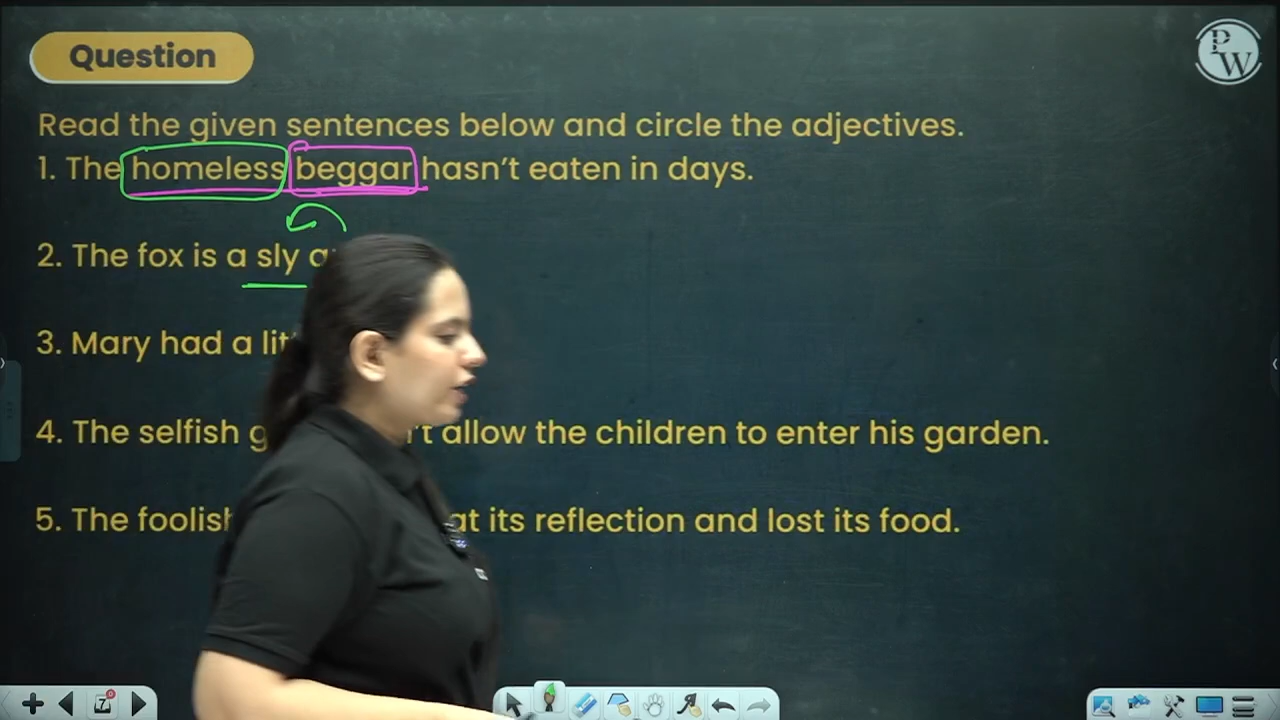 Question
PW
Read the given sentences below and circle the adjectives.
1. The homeless beggar hasn't eaten in days.
2. The fox is a sly
3. Mary had a
4. The selfish allow the children to enter his garden.
5. The at its reflection and lost its food.